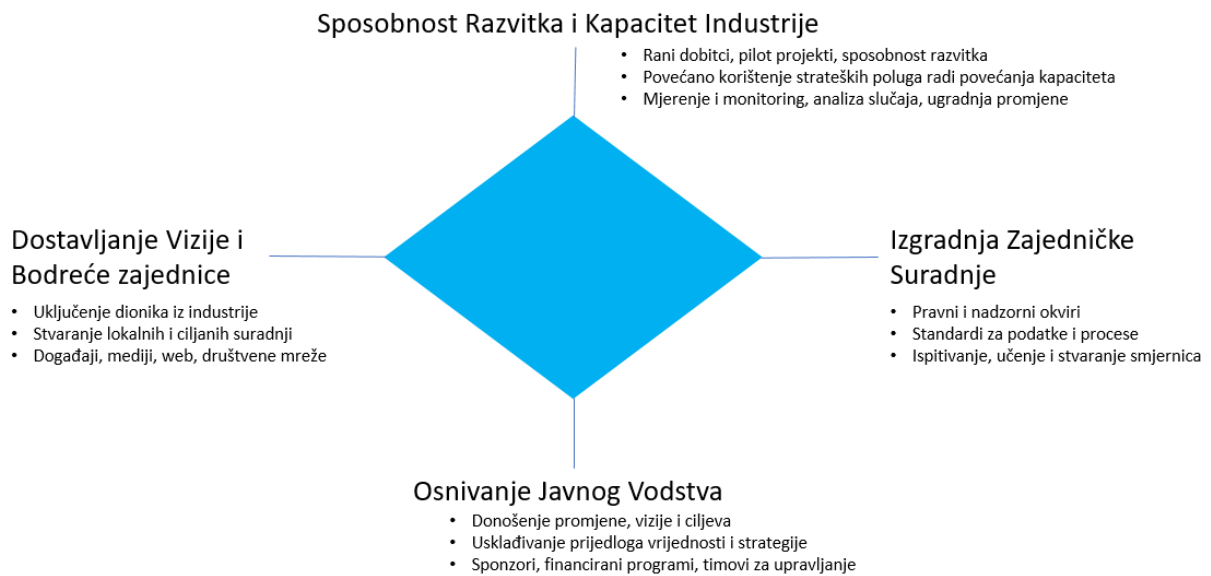 Sposobnost Razvitka i Kapacitet Industrije
• Rani dobitci, pilot projekti, sposobnost razvitka
• Povećano korištenje strateških poluga radi povećanja kapaciteta
• Mjerenje i monitoring, analiza slučaja, ugradnja promjene
Dostavljanje Vizije i
Bodreće zajednice
• Uključenje dionika iz industrije
• Stvaranje lokalnih i ciljanih suradnji
• Događaji, mediji, web, društvene mreže
Izgradnja Zajedničke
Suradnje
• Pravni i nadzorni okviri
• Standardi za podatke i procese
• Ispitivanje, učenje i stvaranje smjernica
Osnivanje Javnog Vodstva
• Donošenje promjene, vizije i ciljeva
• Usklađivanje prijedloga vrijednosti i strategije
• Sponzori, financirani programi, timovi za upravljanje